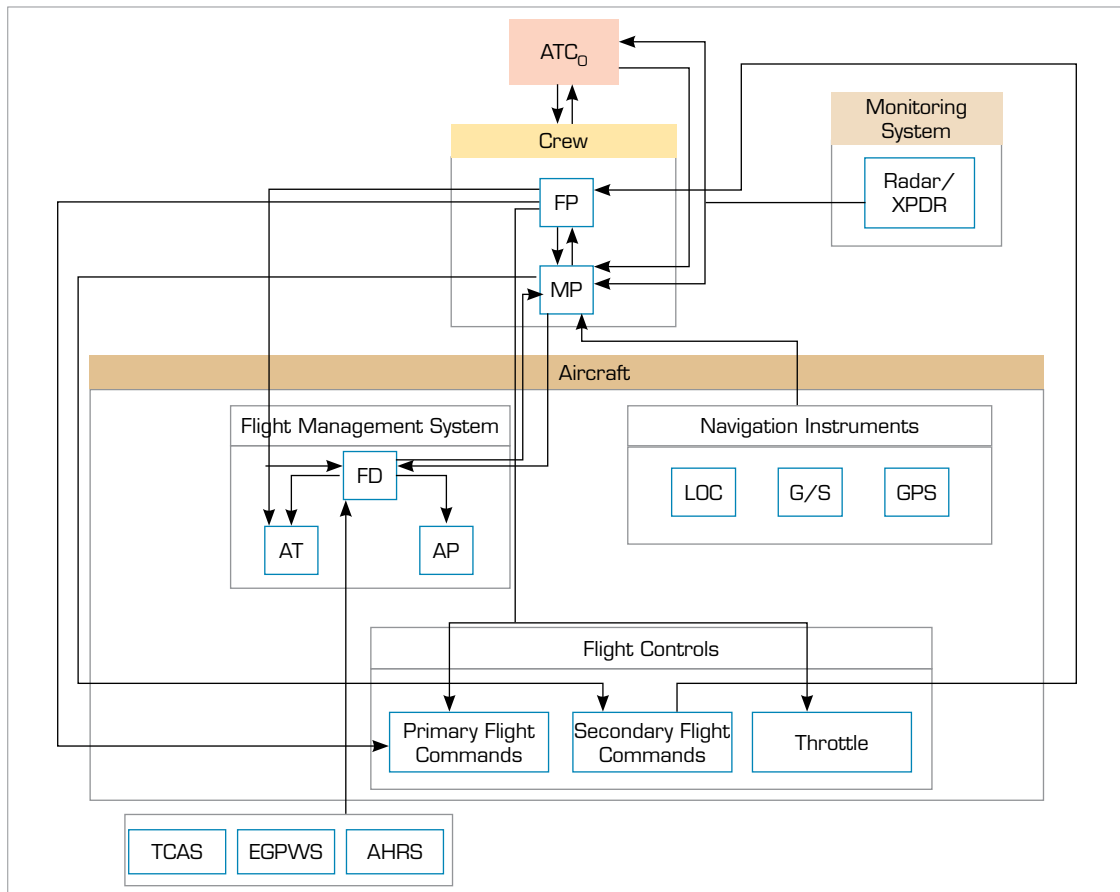 ATC₀
Monitoring
System
Crew
Radar/
XPDR
FP
MP
Aircraft
Flight Management System
Navigation Instruments
FD
LOC
G/S
GPS
AT
AP
Flight Controls
Primary Flight
Commands
Secondary Flight
Commands
Throttle
TCAS
EGPWS
AHRS